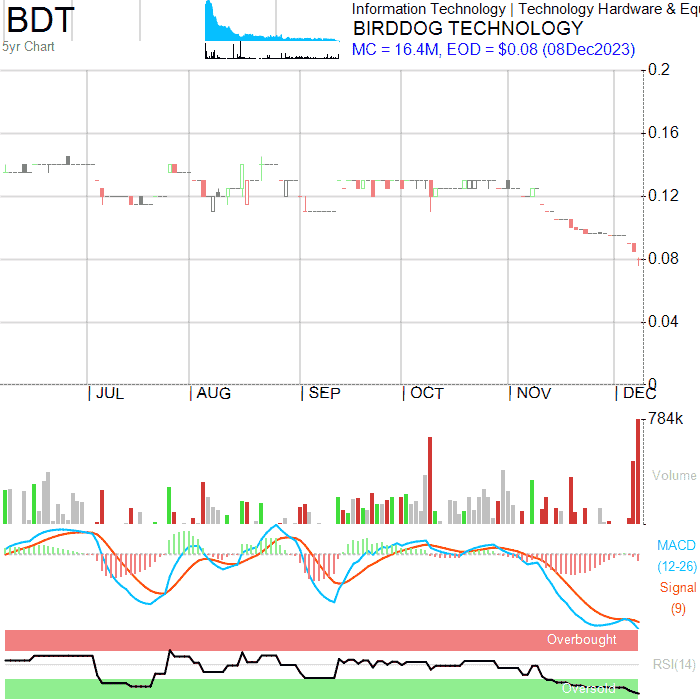 BDT
5yr Chart
Information Technology | Technology Hardware & Equ
BIRDDOG TECHNOLOGY
MC = 16.4M, EOD = $0.08 (08Dec2023)
0.2
0.16
0.12
0.08
0.04
0
| JUL | AUG | SEP | OCT | NOV | DEC
784k
Volume
MACD
(12-26)
Signal
(9)
Overbought
RSI(14)
Oversold